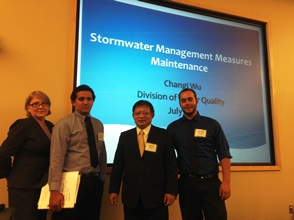 Stormwater Management Measures
Maintenance
Changi Wu
Division of Water Quality
July